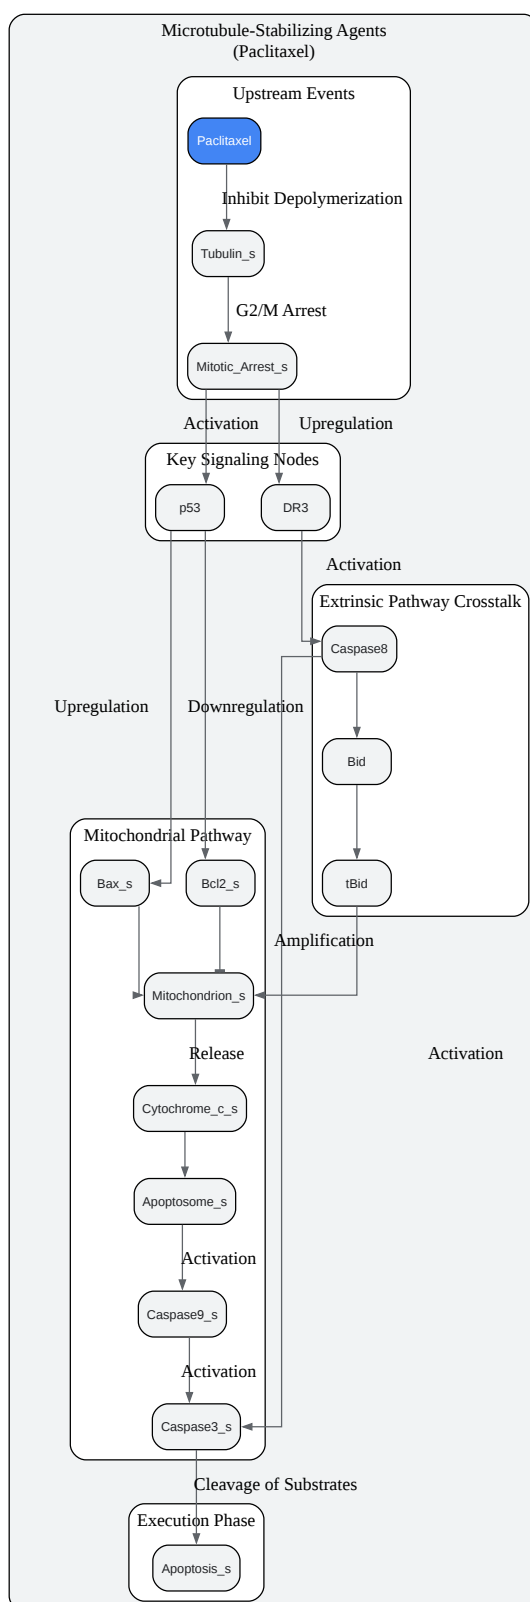 Microtubule-Stabilizing Agents
(Paclitaxel)
Upstream Events
Paclitaxel
Inhibit Depolymerization
Tubulin_s
G2/M Arrest
Mitotic_Arrest_s
Activation
Upregulation
Key Signaling Nodes
p53
DR3
Activation
Extrinsic Pathway Crosstalk
Caspase8
Upregulation
Downregulation
Bid
Mitochondrial Pathway
Bax_s
Bcl2_s
tBid
Amplification
Mitochondrion_s
Release
Activation
Cytochrome_c_s
Apoptosome_s
Activation
Caspase9_s
Activation
Caspase3_s
Cleavage of Substrates
Execution Phase
Apoptosis_s